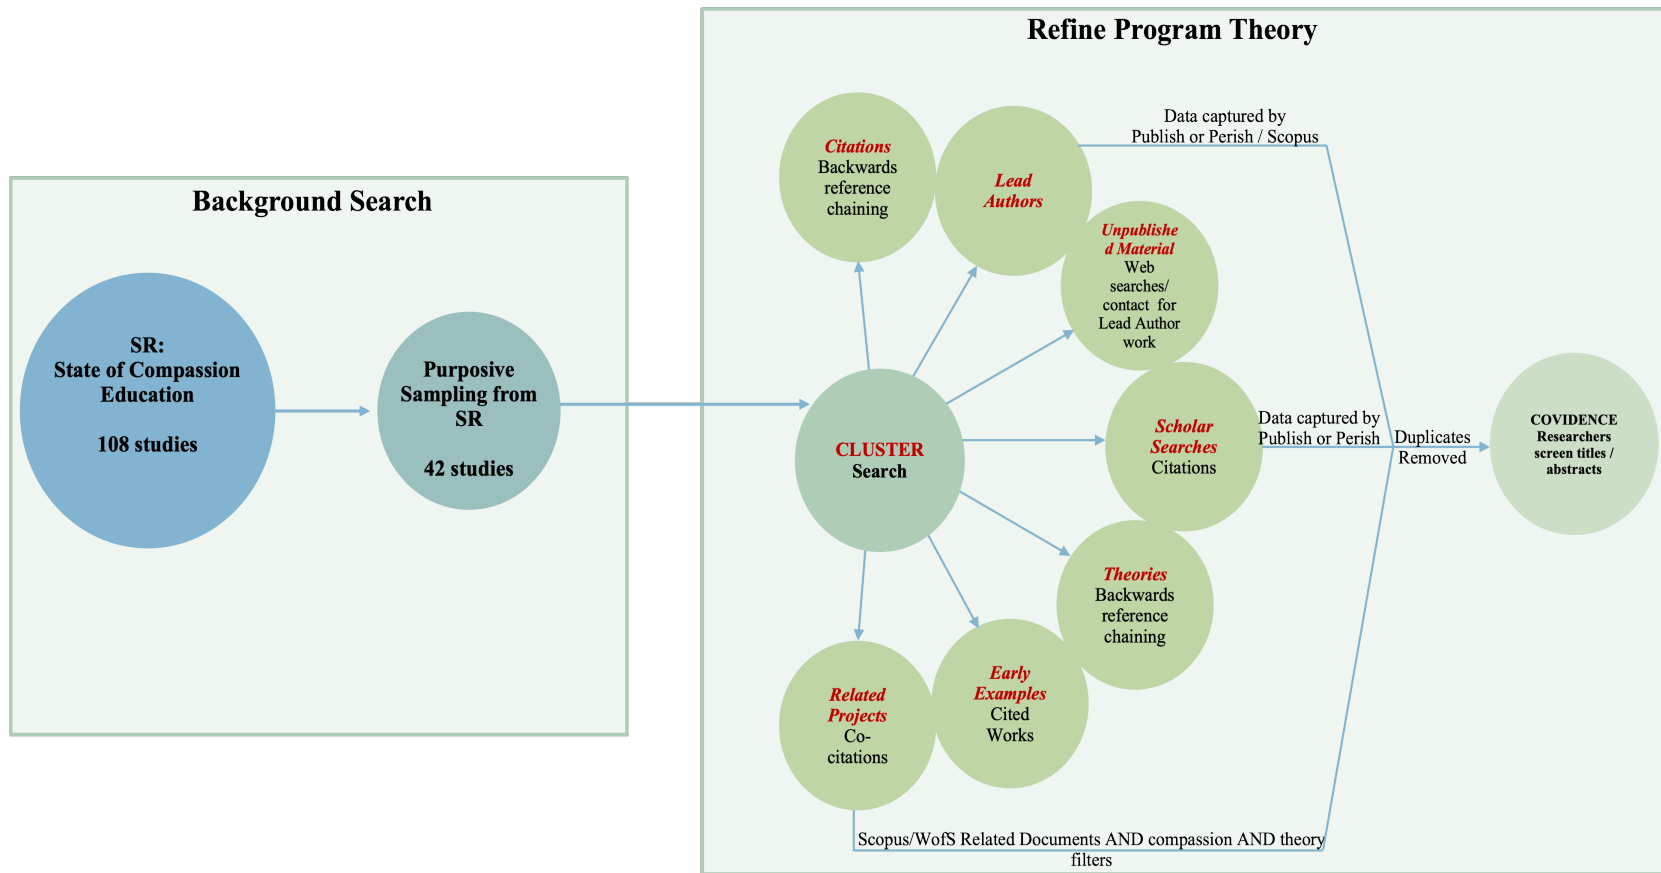 Background Search
SR:
State of Compassion
Education
108 studies
Purposive
Sampling from
SR
42 studies
Refine Program Theory
CLUSTER
Search
Citations
Backwards
reference
chaining
Lead
Authors
Unpublishe
d Material
Web
searches/
contact for
Lead Author
work
Scholar
Searches
Citations
Theories
Backwards
reference
chaining
Early
Examples
Cited
Works
Related
Projects
Co-
citations
Data captured by
Publish or Perish / Scopus
Data captured by
Publish or Perish
Duplicates
Removed
Scopus/WofS Related Documents AND compassion AND theory
filters
COVIDENCE
Researchers
screen titles /
abstracts